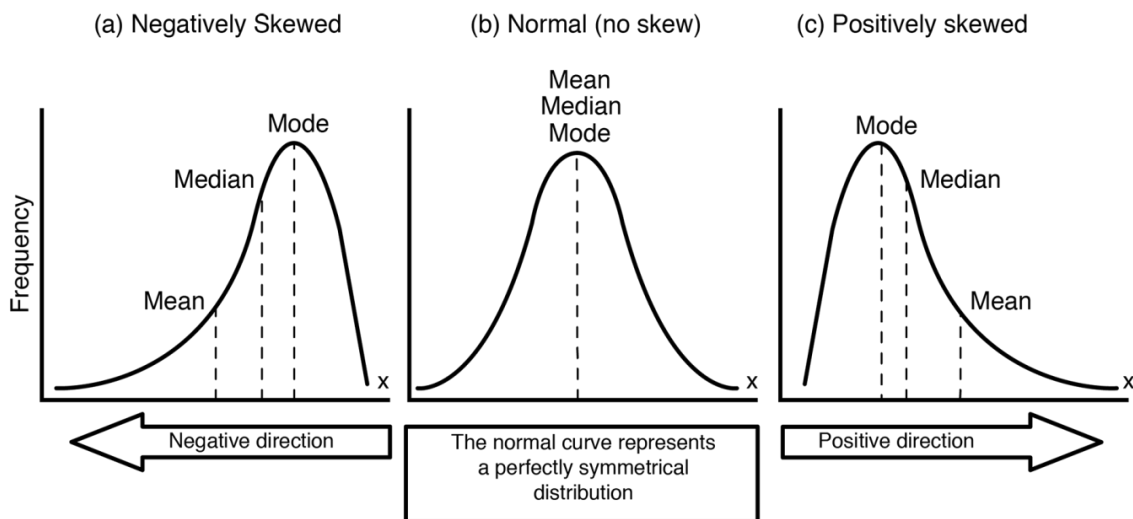 (a) Negatively Skewed
(b) Normal (no skew)
(c) Positively skewed
Frequency
Mean
Median
Mode
x
Mean
Median
Mode
Mode
Median
Mean
x
Negative direction
The normal curve represents
a perfectly symmetrical
distribution
Positive direction